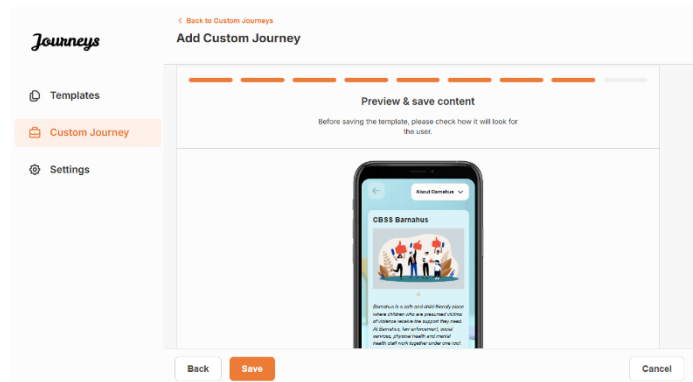 Journeys
Templates
Custom Journey
Settings
< Back to Custom Journeys
Add Custom Journey
Preview & save content
Before saving the template, please check how it will look for
the user.
About Barnahus
CBSS Barnahus
Barnahus is a safe and child friendly place
where children who are presumed victims
of violence receive the support they need.
At Barnahus, law enforcement, social
services, physical health and mental
health staff work together under one roof.
Back
Save
Cancel